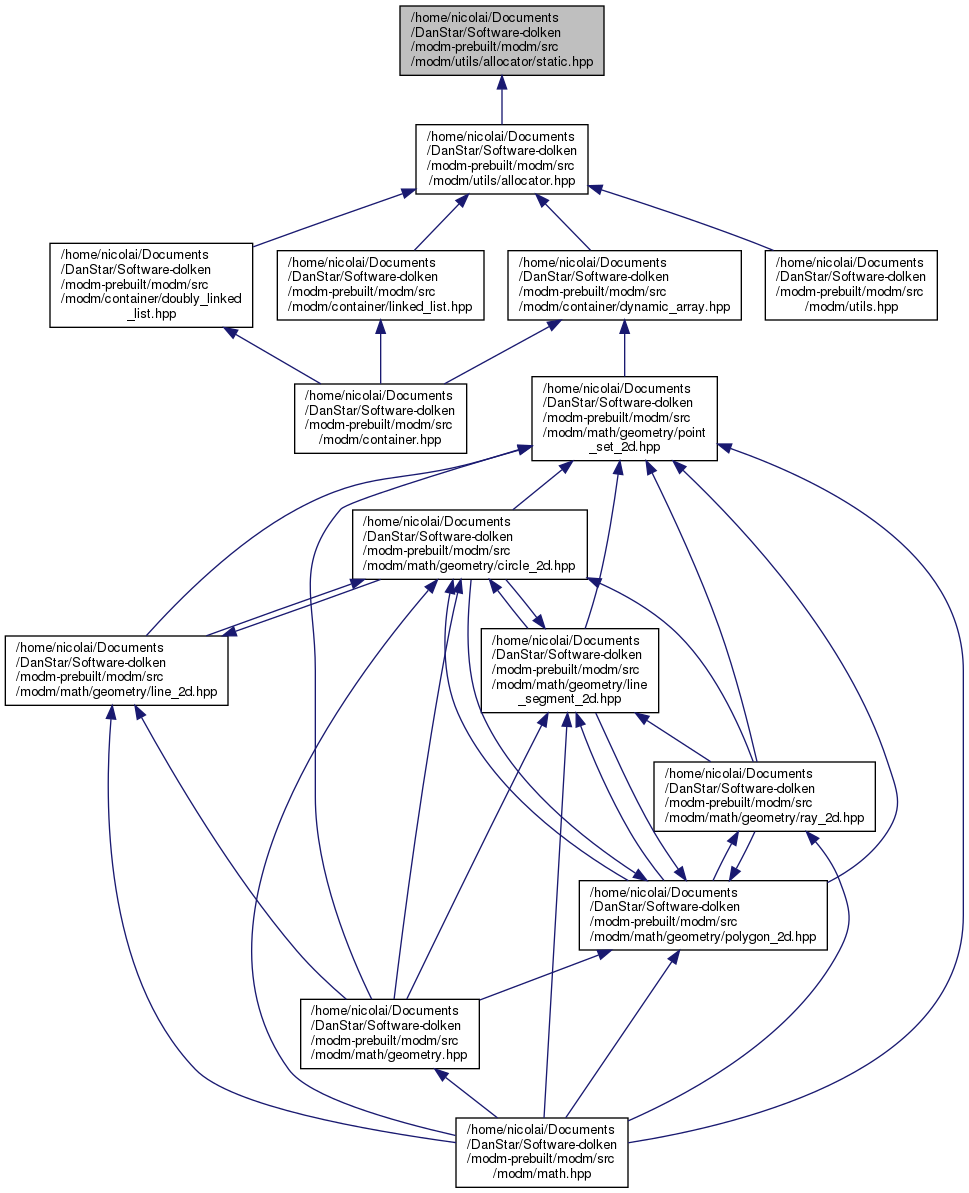 /home/nicolai/Documents
/DanStar/Software-dolken
/modm-prebuilt/modm/src
/modm/utils/allocator/static.hpp
/home/nicolai/Documents
/DanStar/Software-dolken
/modm-prebuilt/modm/src
/modm/utils/allocator.hpp
/home/nicolai/Documents
/DanStar/Software-dolken
/modm-prebuilt/modm/src
/modm/container/doubly_linked
_list.hpp
/home/nicolai/Documents
/DanStar/Software-dolken
/modm-prebuilt/modm/src
/modm/container/linked_list.hpp
/home/nicolai/Documents
/DanStar/Software-dolken
/modm-prebuilt/modm/src
/modm/container/dynamic_array.hpp
/home/nicolai/Documents
/DanStar/Software-dolken
/modm-prebuilt/modm/src
/modm/utils.hpp
/home/nicolai/Documents
/DanStar/Software-dolken
/modm-prebuilt/modm/src
/modm/container.hpp
/home/nicolai/Documents
/DanStar/Software-dolken
/modm-prebuilt/modm/src
/modm/math/geometry/point
_set_2d.hpp
/home/nicolai/Documents
/DanStar/Software-dolken
/modm-prebuilt/modm/src
/modm/math/geometry/circle_2d.hpp
/home/nicolai/Documents
/DanStar/Software-dolken
/modm-prebuilt/modm/src
/modm/math/geometry/line_2d.hpp
/home/nicolai/Documents
/DanStar/Software-dolken
/modm-prebuilt/modm/src
/modm/math/geometry/line
_segment_2d.hpp
/home/nicolai/Documents
/DanStar/Software-dolken
/modm-prebuilt/modm/src
/modm/math/geometry/ray_2d.hpp
/home/nicolai/Documents
/DanStar/Software-dolken
/modm-prebuilt/modm/src
/modm/math/geometry/polygon_2d.hpp
/home/nicolai/Documents
/DanStar/Software-dolken
/modm-prebuilt/modm/src
/modm/math/geometry.hpp
/home/nicolai/Documents
/DanStar/Software-dolken
/modm-prebuilt/modm/src
/modm/math.hpp